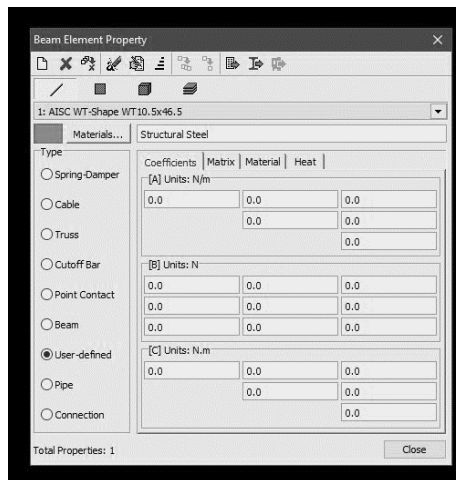 Beam Element Property
1: AISC WT-Shape WT10.5x46.5
Materials... Structural Steel
Type
Spring-Damper
Cable
Truss
Cutoff Bar
Point Contact
Beam
User-defined
Pipe
Connection
Coefficients Matrix Material Heat
[A] Units: N/m
0.0 0.0 0.0
0.0 0.0
0.0
[B] Units: N
0.0 0.0 0.0
0.0 0.0 0.0
0.0 0.0 0.0
[C] Units: N.m
0.0 0.0 0.0
0.0 0.0
0.0
Total Properties: 1 Close